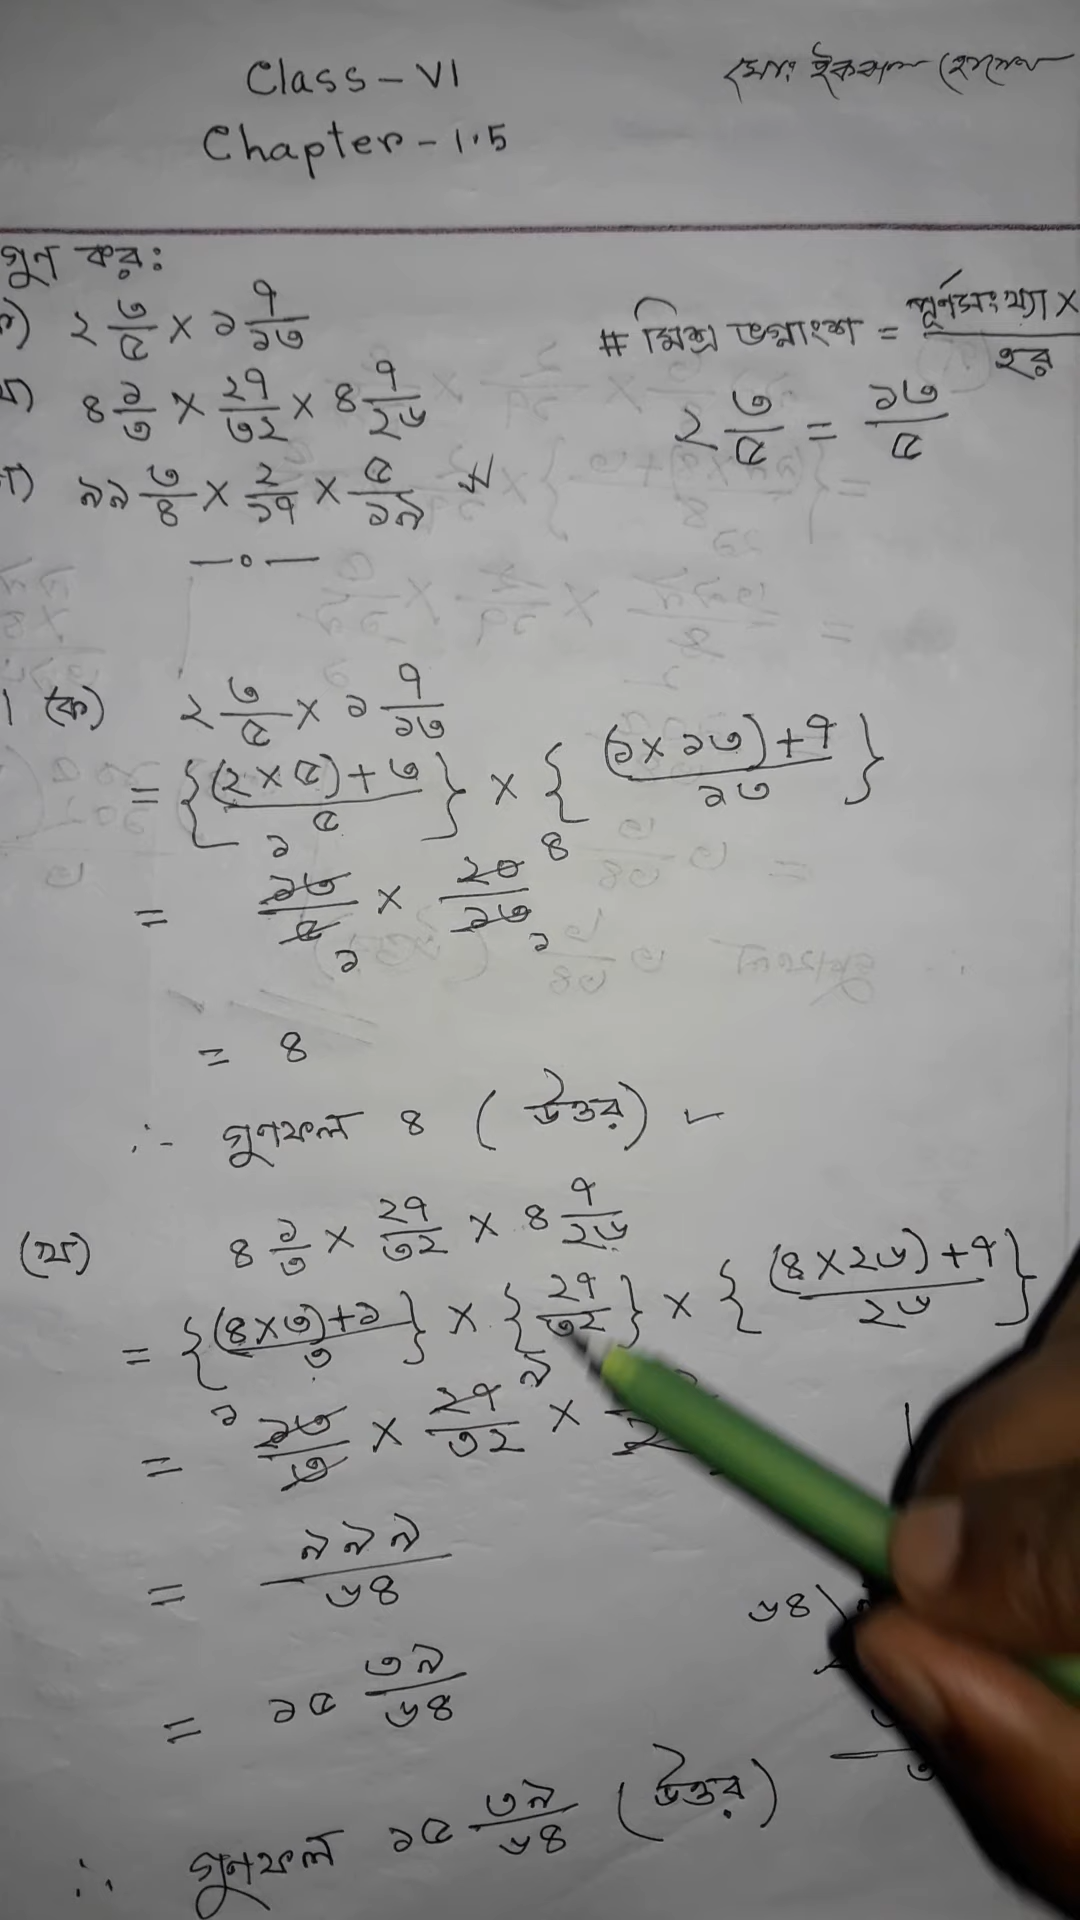 Class - VI
Chapter - 1.5
মোঃ ইকবাল হোসেন
গুণ কর:
ক) ২ ৩/৫ × ১ ৭/১৩
খ) ৪ ১/৩ × ২৭/৩২ × ৪ ৭/২৬
গ) ৯৯ ৩/৪ × ২/১৭ × ৫/১৯
# মিশ্র ভগ্নাংশ = পূর্ণসংখ্যা × / হর
২ ৩/৫ = ১৩/৫
১। (ক) ২ ৩/৫ × ১ ৭/১৩
= {(২ × ৫) + ৩ / ৫} × {(১ × ১৩) + ৭ / ১৩}
= ১৩/৫ × ২০/১৩
= ৪
∴ গুণফল ৪ (উত্তর)
(খ) ৪ ১/৩ × ২৭/৩২ × ৪ ৭/২৬
= {(৪ × ৩) + ১ / ৩} × {২৭/৩২} × {(৪ × ২৬) + ৭ / ২৬}
= ১৩/৩ × ২৭/৩২ ×
= ৯৯৯/৬৪
= ১৫ ৩৯/৬৪
৬৪)
∴ গুণফল ১৫ ৩৯/৬৪ (উত্তর)